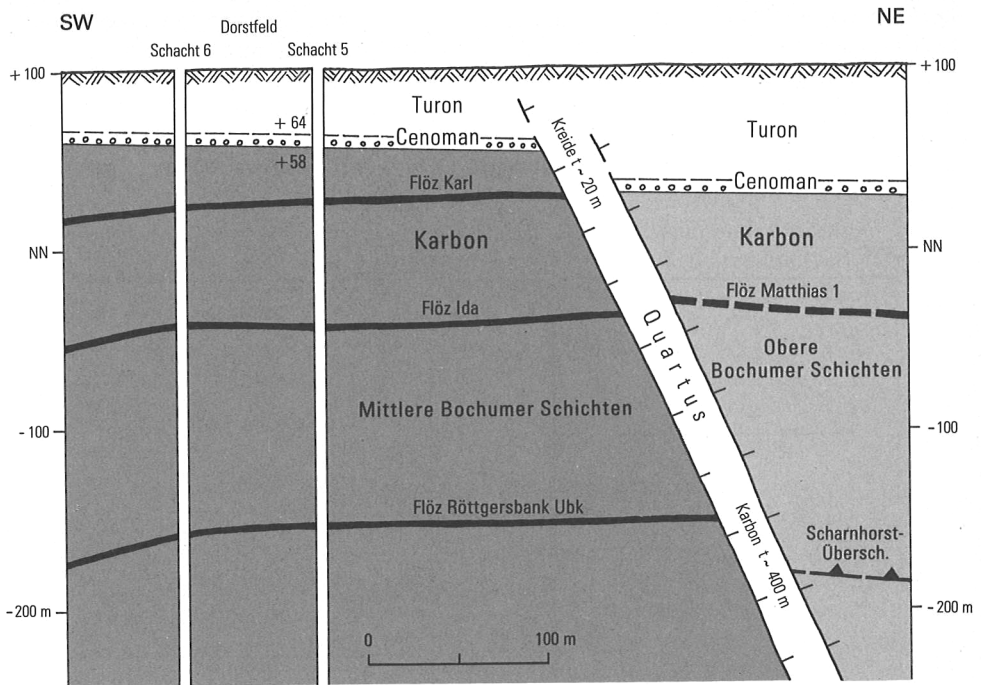 SW
NE
Dorstfeld
Schacht 6
Schacht 5
+ 100
+ 100
Turon
+ 64
Cenoman
+ 58
Kreide t ~ 20 m
Turon
Cenoman
Flöz Karl
Karbon
Karbon
NN
NN
Flöz Matthias 1
Flöz Ida
Quartus
Obere
Bochumer Schichten
Mittlere Bochumer Schichten
- 100
- 100
Flöz Röttgersbank Ubk
Karbon t ~ 400 m
Scharnhorst-
Übersch.
- 200 m
- 200 m
0
100 m